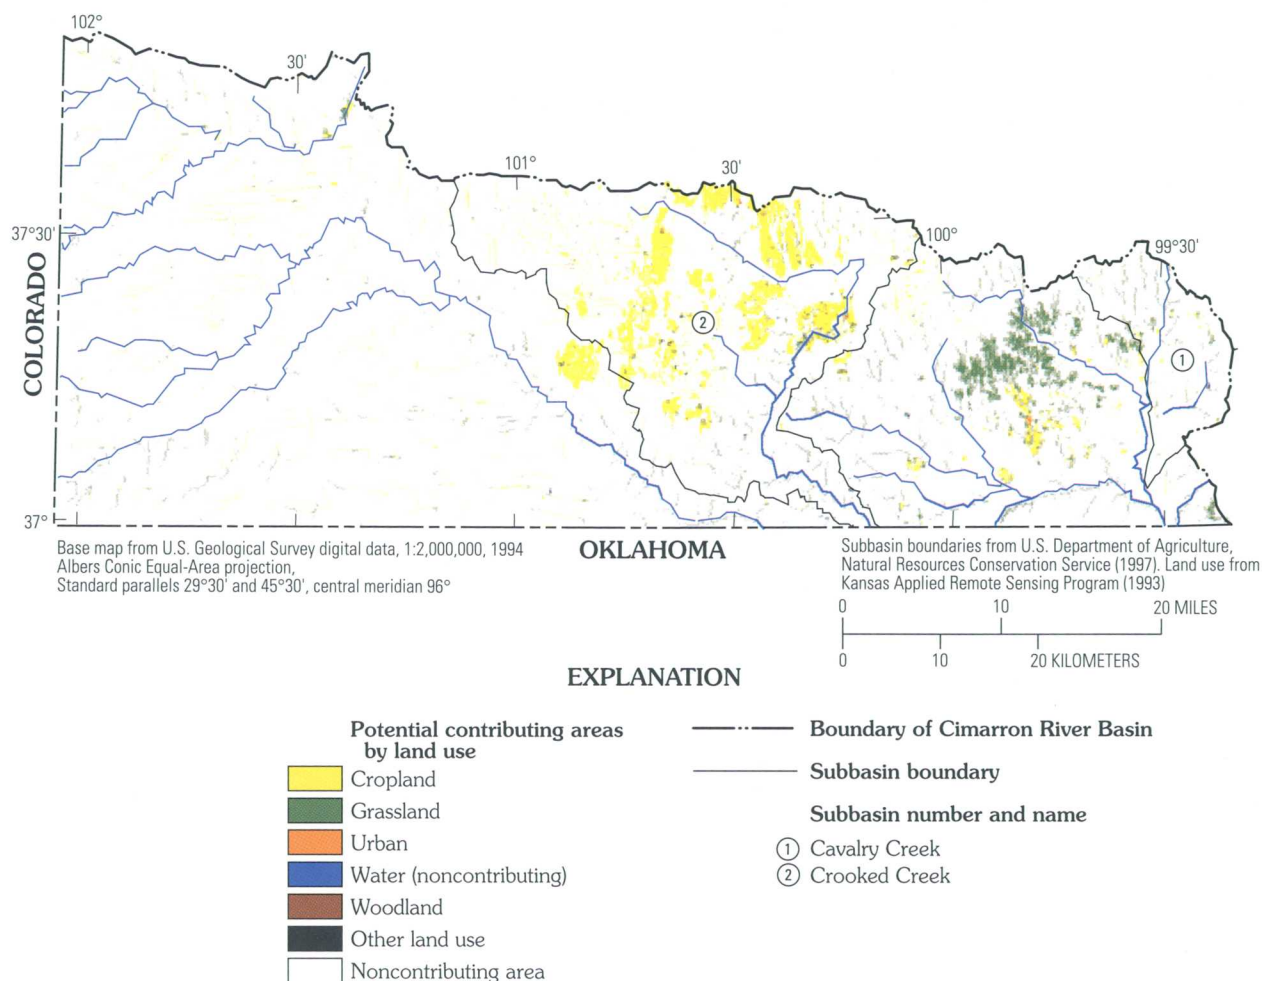 102°
30'
101°
30'
100°
99°30'
37°30'
COLORADO
2
1
37°
Base map from U.S. Geological Survey digital data, 1:2,000,000, 1994
Albers Conic Equal-Area projection,
Standard parallels 29°30' and 45°30', central meridian 96°
OKLAHOMA
Subbasin boundaries from U.S. Department of Agriculture,
Natural Resources Conservation Service (1997). Land use from
Kansas Applied Remote Sensing Program (1993)
0 10 20 MILES
0 10 20 KILOMETERS
EXPLANATION
Potential contributing areas
by land use
Cropland
Grassland
Urban
Water (noncontributing)
Woodland
Other land use
Noncontributing area
Boundary of Cimarron River Basin
Subbasin boundary
Subbasin number and name
1 Cavalry Creek
2 Crooked Creek